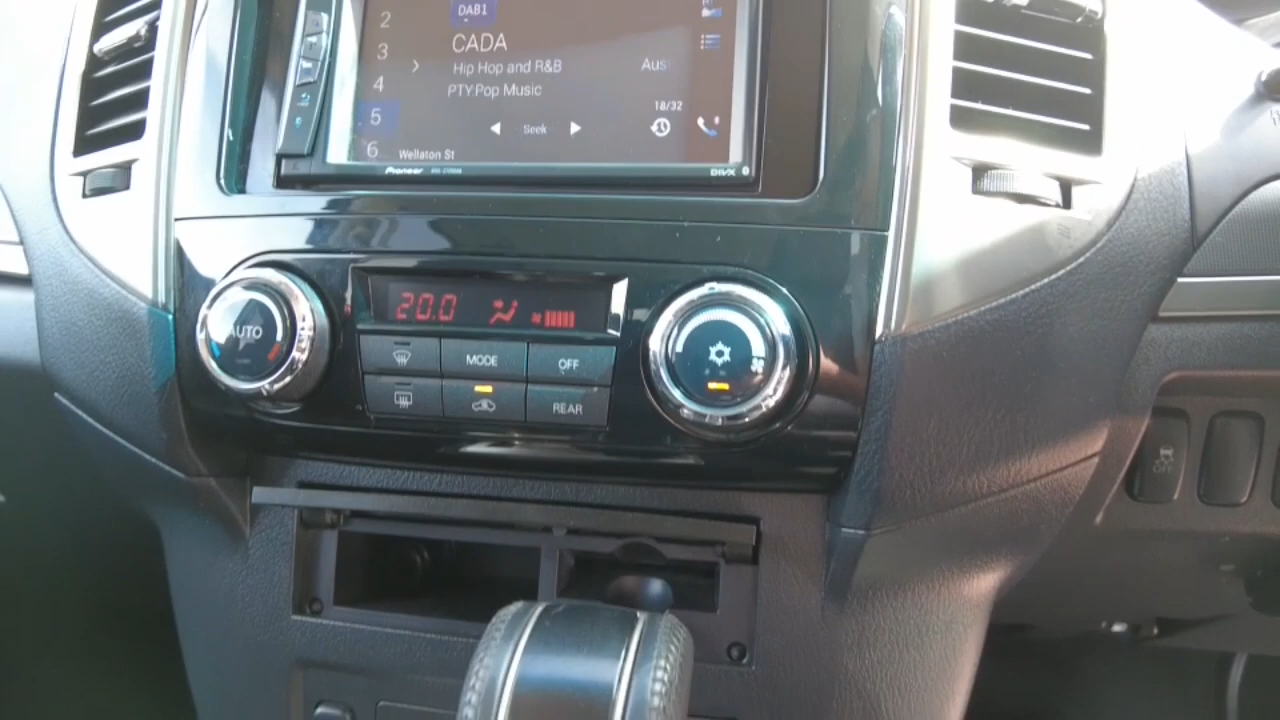 2
DAB1
3
CADA
Hip Hop and R&B
Aus
4
PTY:Pop Music
5
18/32
Seek
6
Wellaton St
Pioneer
DIVX
AUTO
20.0
MODE
OFF
REAR
OFF